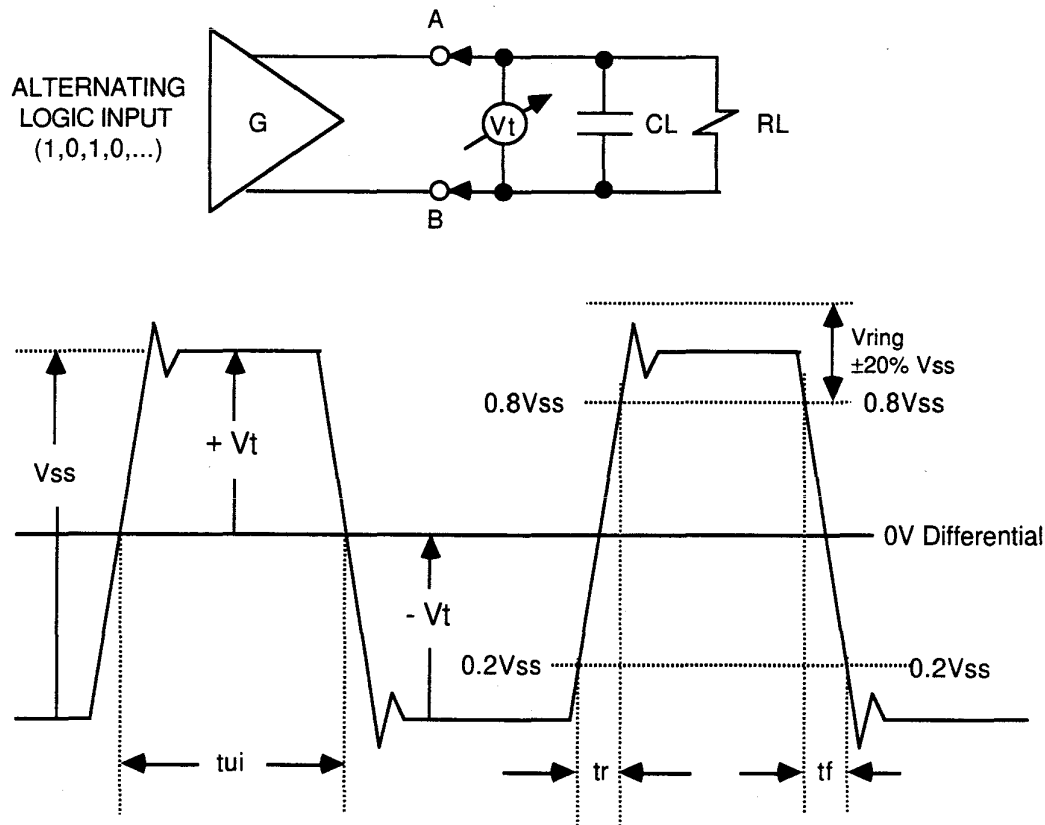 A
ALTERNATING
LOGIC INPUT
(1,0,1,0,...)
G
Vt
CL
RL
B
Vring
±20% Vss
0.8Vss
0.8Vss
+ Vt
Vss
0V Differential
- Vt
0.2Vss
0.2Vss
tui
tr
tf